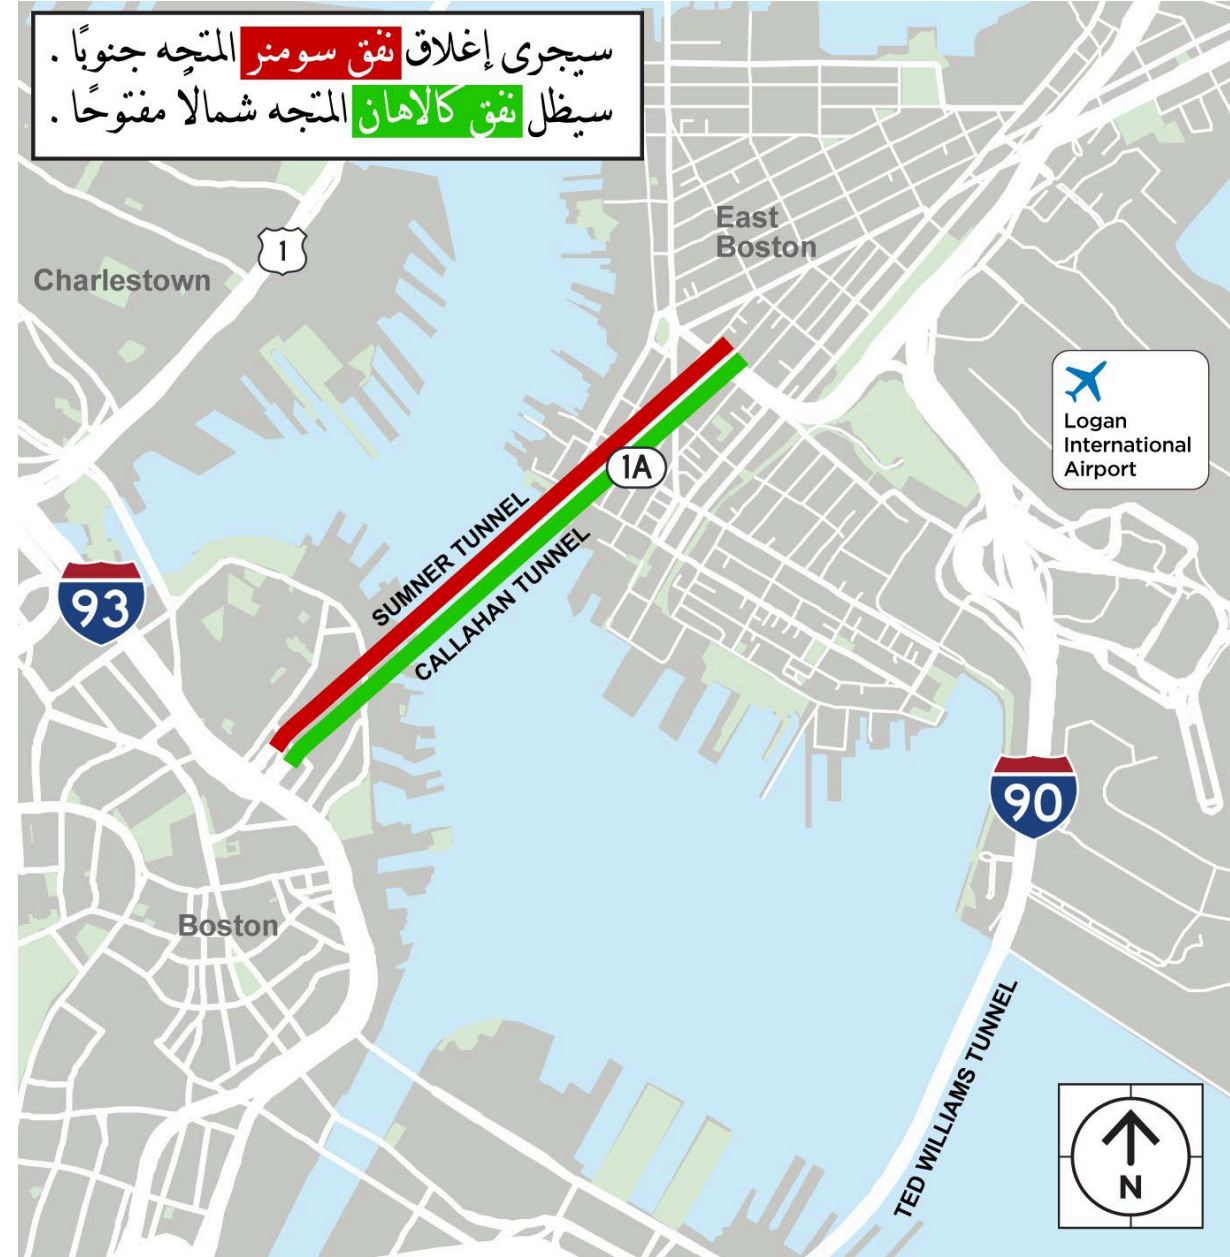 سيجرى إغلاق نفق سومنر المتجه جنوبًا .
سيظل نفق كالاهان المتجه شمالاً مفتوحًا .
East
Boston
1
Charlestown
Logan
International
Airport
1A
SUMNER TUNNEL
CALLAHAN TUNNEL
93
90
Boston
TED WILLIAMS TUNNEL
N